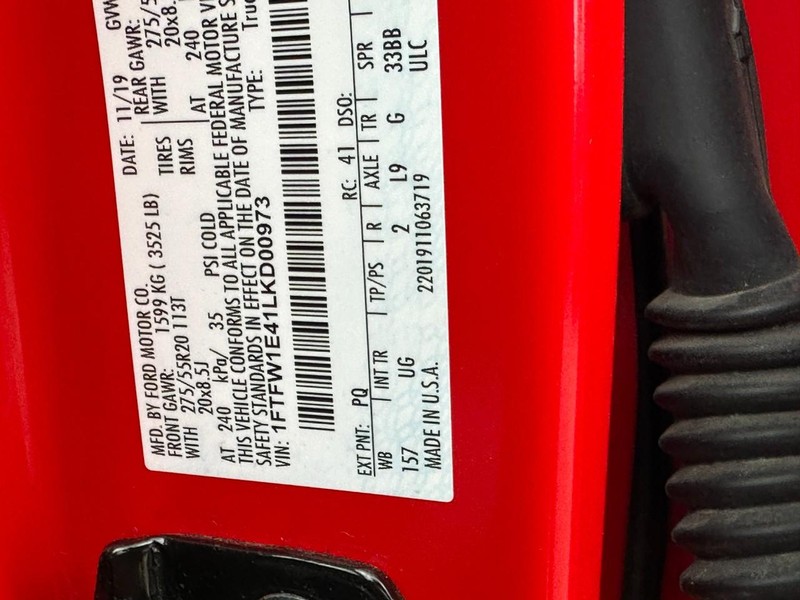 MFD. BY FORD MOTOR CO. DATE: 11/19 GVW
FRONT GAWR: 1599 KG ( 3525 LB) REAR GAWR:
WITH 275/55R20 113T TIRES WITH 275/5
20x8.5J RIMS 20x8.
AT 240 kPa/ 35 PSI COLD AT 240
THIS VEHICLE CONFORMS TO ALL APPLICABLE FEDERAL MOTOR V
SAFETY STANDARDS IN EFFECT ON THE DATE OF MANUFACTURE S
VIN: 1FTFW1E41LKD00973 TYPE: Truc
EXT PNT: PQ RC: 41 DSO:
WB INT TR TP/PS R AXLE TR SPR
157 UG 2 L9 G 33BB
MADE IN U.S.A. 2201911063719 ULC